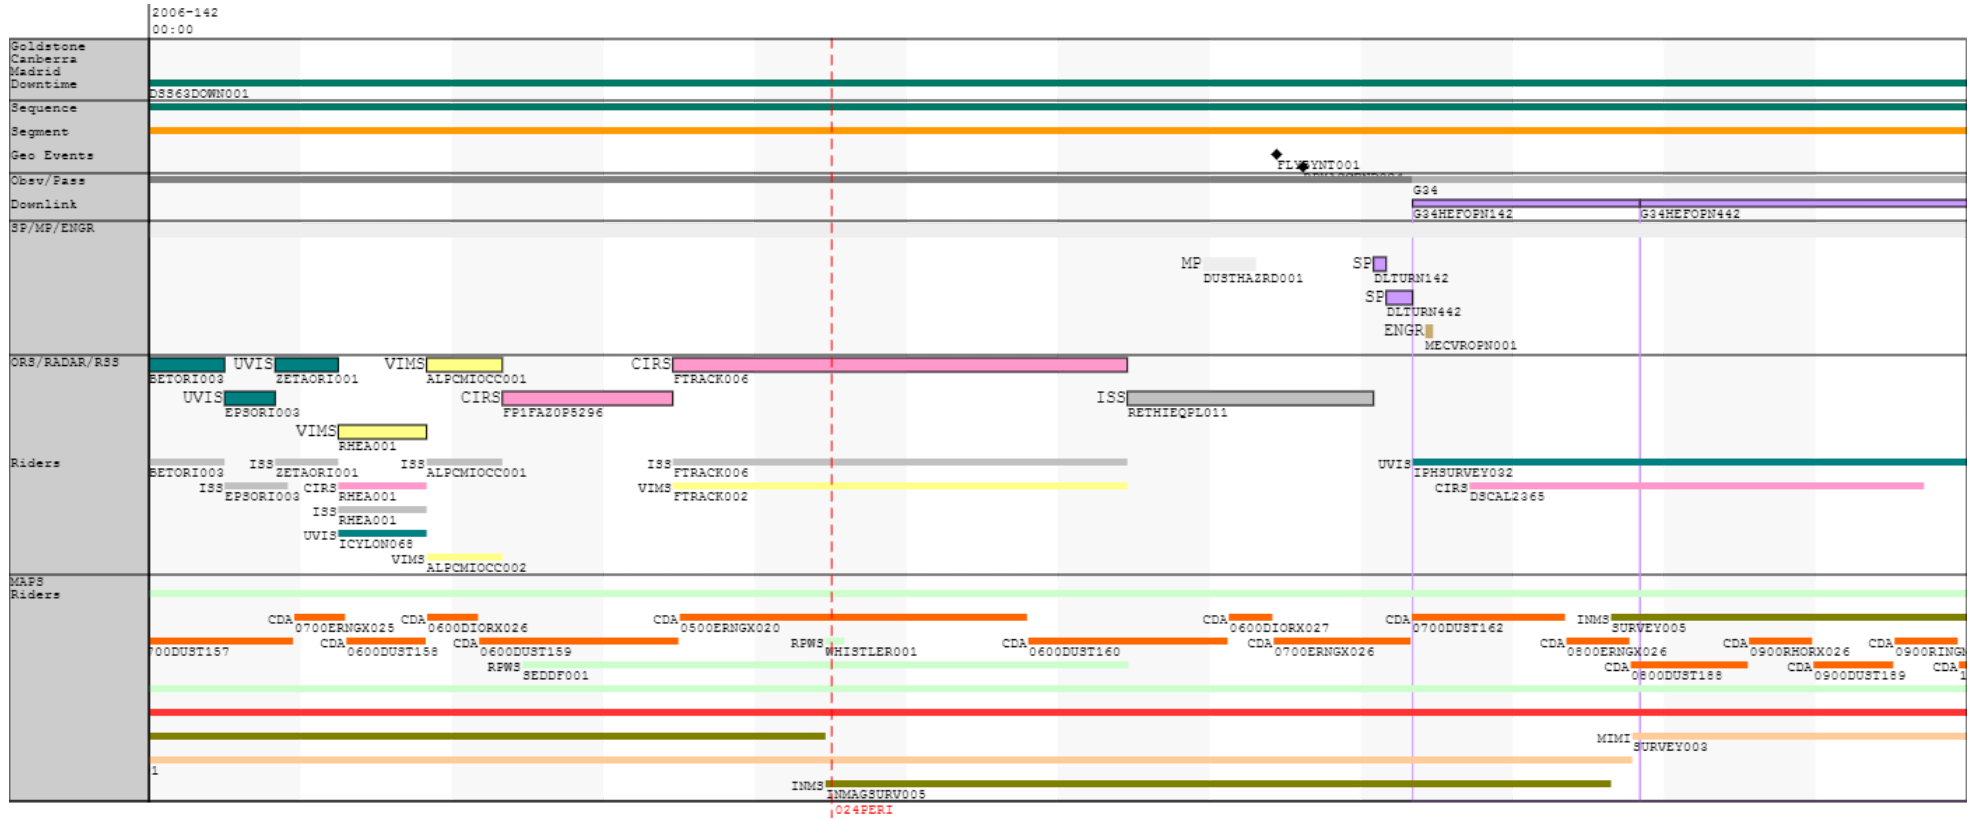 2006-142
00:00
Goldstone
Canberra
Madrid
Downtime
DSS63DOWN001
Sequence
Segment
Geo Events
FLYBYNT001
Obsv/Pass
G34
Downlink
G34HEFOPN142 G34HEFOPN442
SP/MP/ENGR
MP SP
DUSTHAZRD001 DLTURN142
SP
DLTURN442
ENGR
MECVROPN001
ORS/RADAR/RSS
UVIS VIMS CIRS
BETORI003 ZETAORI001 ALPCMIOCC001 FTRACK006
UVIS CIRS ISS
EPSORI003 FP1FAZ0P5296 RETHIEQPL011
VIMS
RHEA001
Riders
ISS ISS ISS UVIS
BETORI003 ZETAORI001 ALPCMIOCC001 FTRACK006 IPHSURVEY032
ISS CIRS VIMS CIRS
EPSORI003 RHEA001 FTRACK002 DSCAL2365
ISS
RHEA001
UVIS
ICYLON068
VIMS
ALPCMIOCC002
MAPS
Riders
CDA CDA CDA CDA CDA INMS
0700ERNGX025 0600DIORX026 0500ERNGX020 0600DIORX027 0700DUST162 SURVEY005
CDA CDA RPWS CDA CDA CDA CDA CDA
700DUST157 0600DUST158 0600DUST159 WHISTLER001 0600DUST160 0700ERNGX026 0800ERNGX026 0900RHORX026 0900RING
RPWS CDA CDA CDA
SEDDF001 0800DUST188 0900DUST189 1
MIMI
SURVEY003
1
INMS
INMAGSURV005
024PERI